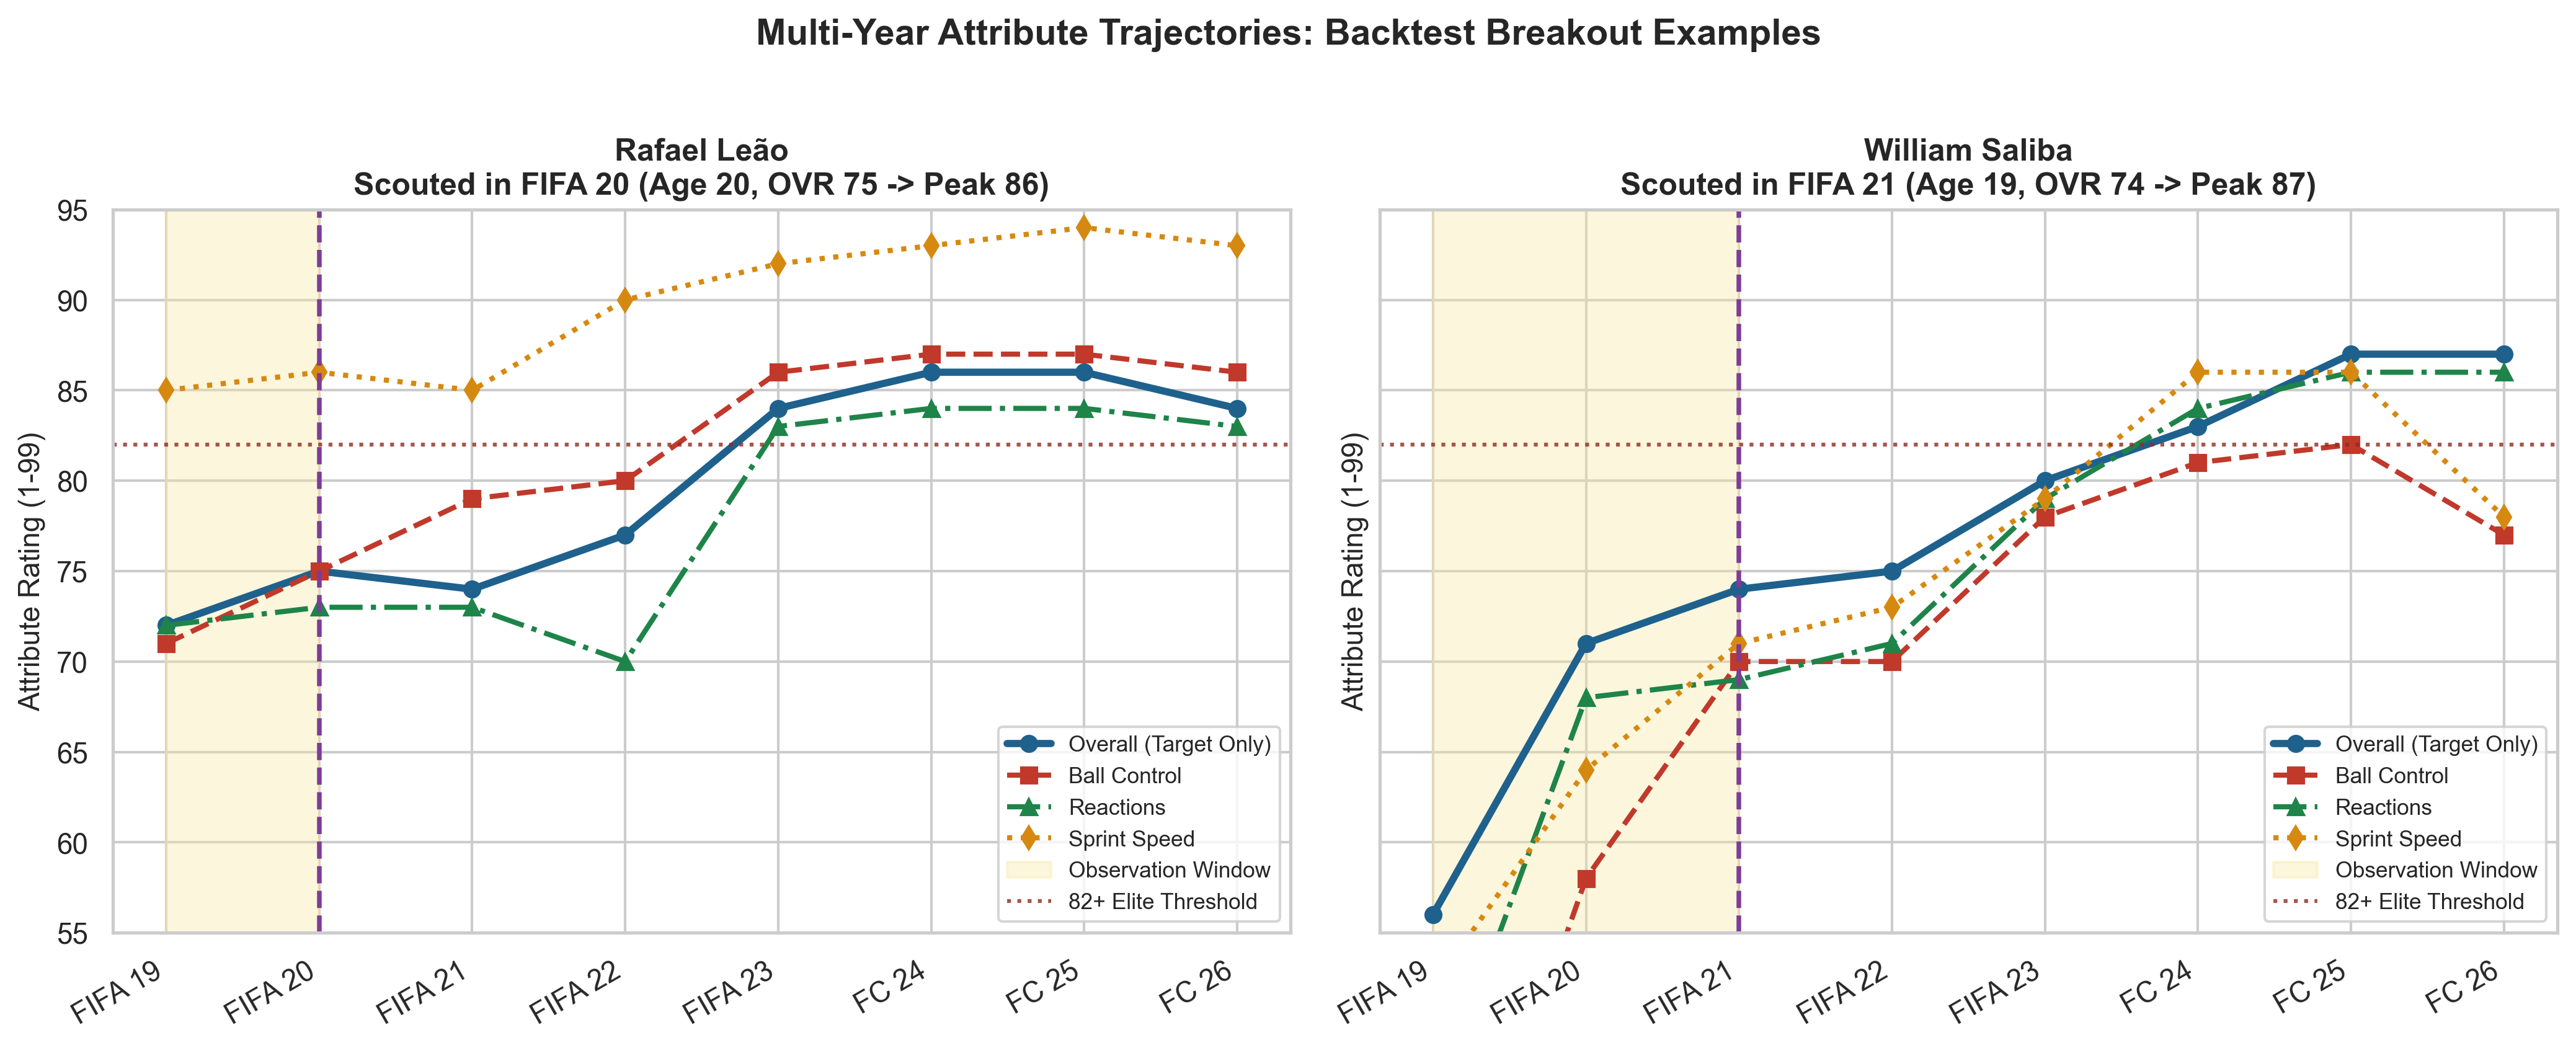 Multi-Year Attribute Trajectories: Backtest Breakout Examples
Rafael Leão
Scouted in FIFA 20 (Age 20, OVR 75 -> Peak 86)
Attribute Rating (1-99)
95
90
85
80
75
70
65
60
55
FIFA 19
FIFA 20
FIFA 21
FIFA 22
FIFA 23
FC 24
FC 25
FC 26
Overall (Target Only)
Ball Control
Reactions
Sprint Speed
Observation Window
82+ Elite Threshold
William Saliba
Scouted in FIFA 21 (Age 19, OVR 74 -> Peak 87)
Attribute Rating (1-99)
FIFA 19
FIFA 20
FIFA 21
FIFA 22
FIFA 23
FC 24
FC 25
FC 26
Overall (Target Only)
Ball Control
Reactions
Sprint Speed
Observation Window
82+ Elite Threshold